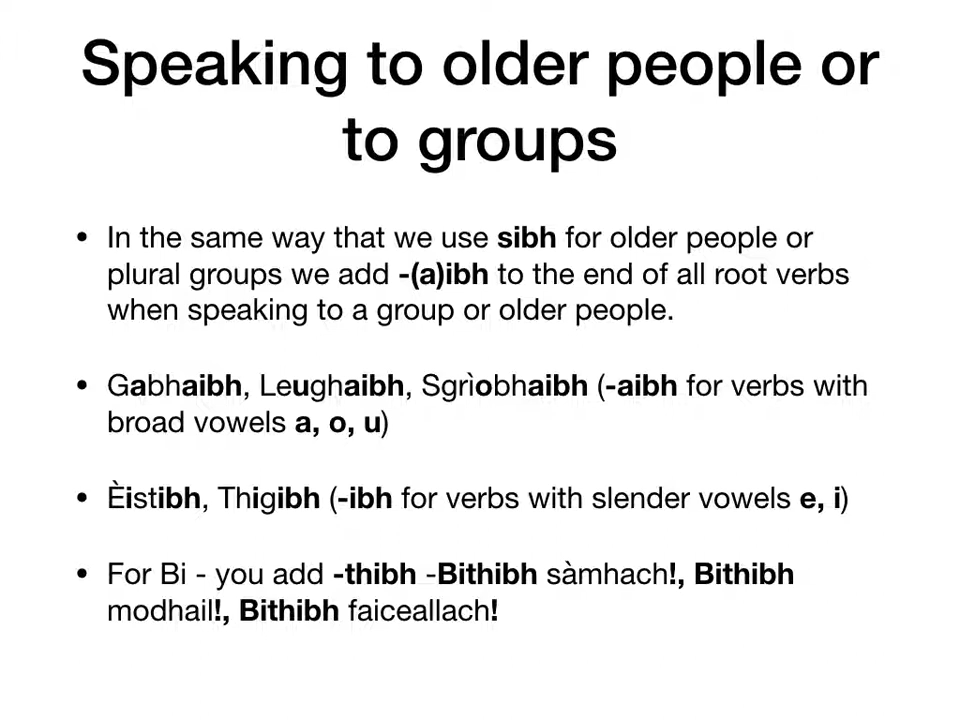 Speaking to older people or
to groups
• In the same way that we use sibh for older people or
plural groups we add -(a)ibh to the end of all root verbs
when speaking to a group or older people.
• Gabhaibh, Leughaibh, Sgrìobhaibh (-aibh for verbs with
broad vowels a, o, u)
• Èistibh, Thigibh (-ibh for verbs with slender vowels e, i)
• For Bi - you add -thibh -Bithibh sàmhach!, Bithibh
modhail!, Bithibh faiceallach!